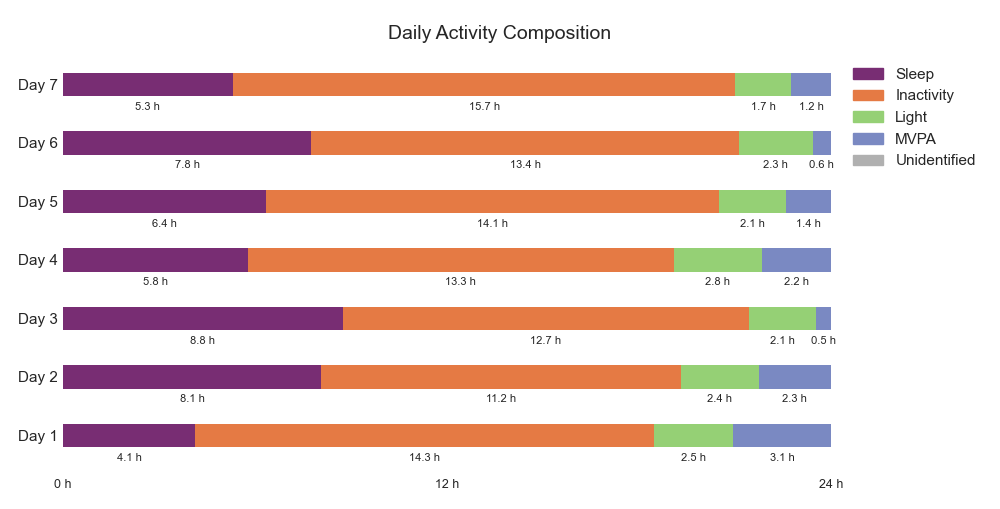 Daily Activity Composition
Day 7
5.3 h 15.7 h 1.7 h 1.2 h
Day 6
7.8 h 13.4 h 2.3 h 0.6 h
Day 5
6.4 h 14.1 h 2.1 h 1.4 h
Day 4
5.8 h 13.3 h 2.8 h 2.2 h
Day 3
8.8 h 12.7 h 2.1 h 0.5 h
Day 2
8.1 h 11.2 h 2.4 h 2.3 h
Day 1
4.1 h 14.3 h 2.5 h 3.1 h
0 h 12 h 24 h
Sleep
Inactivity
Light
MVPA
Unidentified